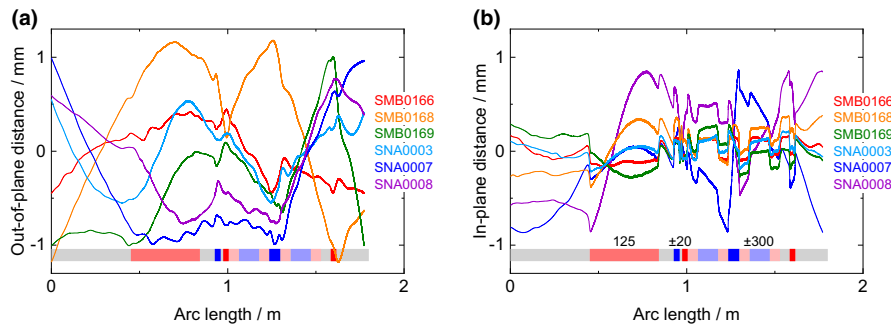 (a)
Out-of-plane distance / mm
1
0
-1
0
1
2
Arc length / m
SMB0166
SMB0168
SMB0169
SNA0003
SNA0007
SNA0008
(b)
In-plane distance / mm
1
0
-1
125
±20
±300
0
1
2
Arc length / m
SMB0166
SMB0168
SMB0169
SNA0003
SNA0007
SNA0008